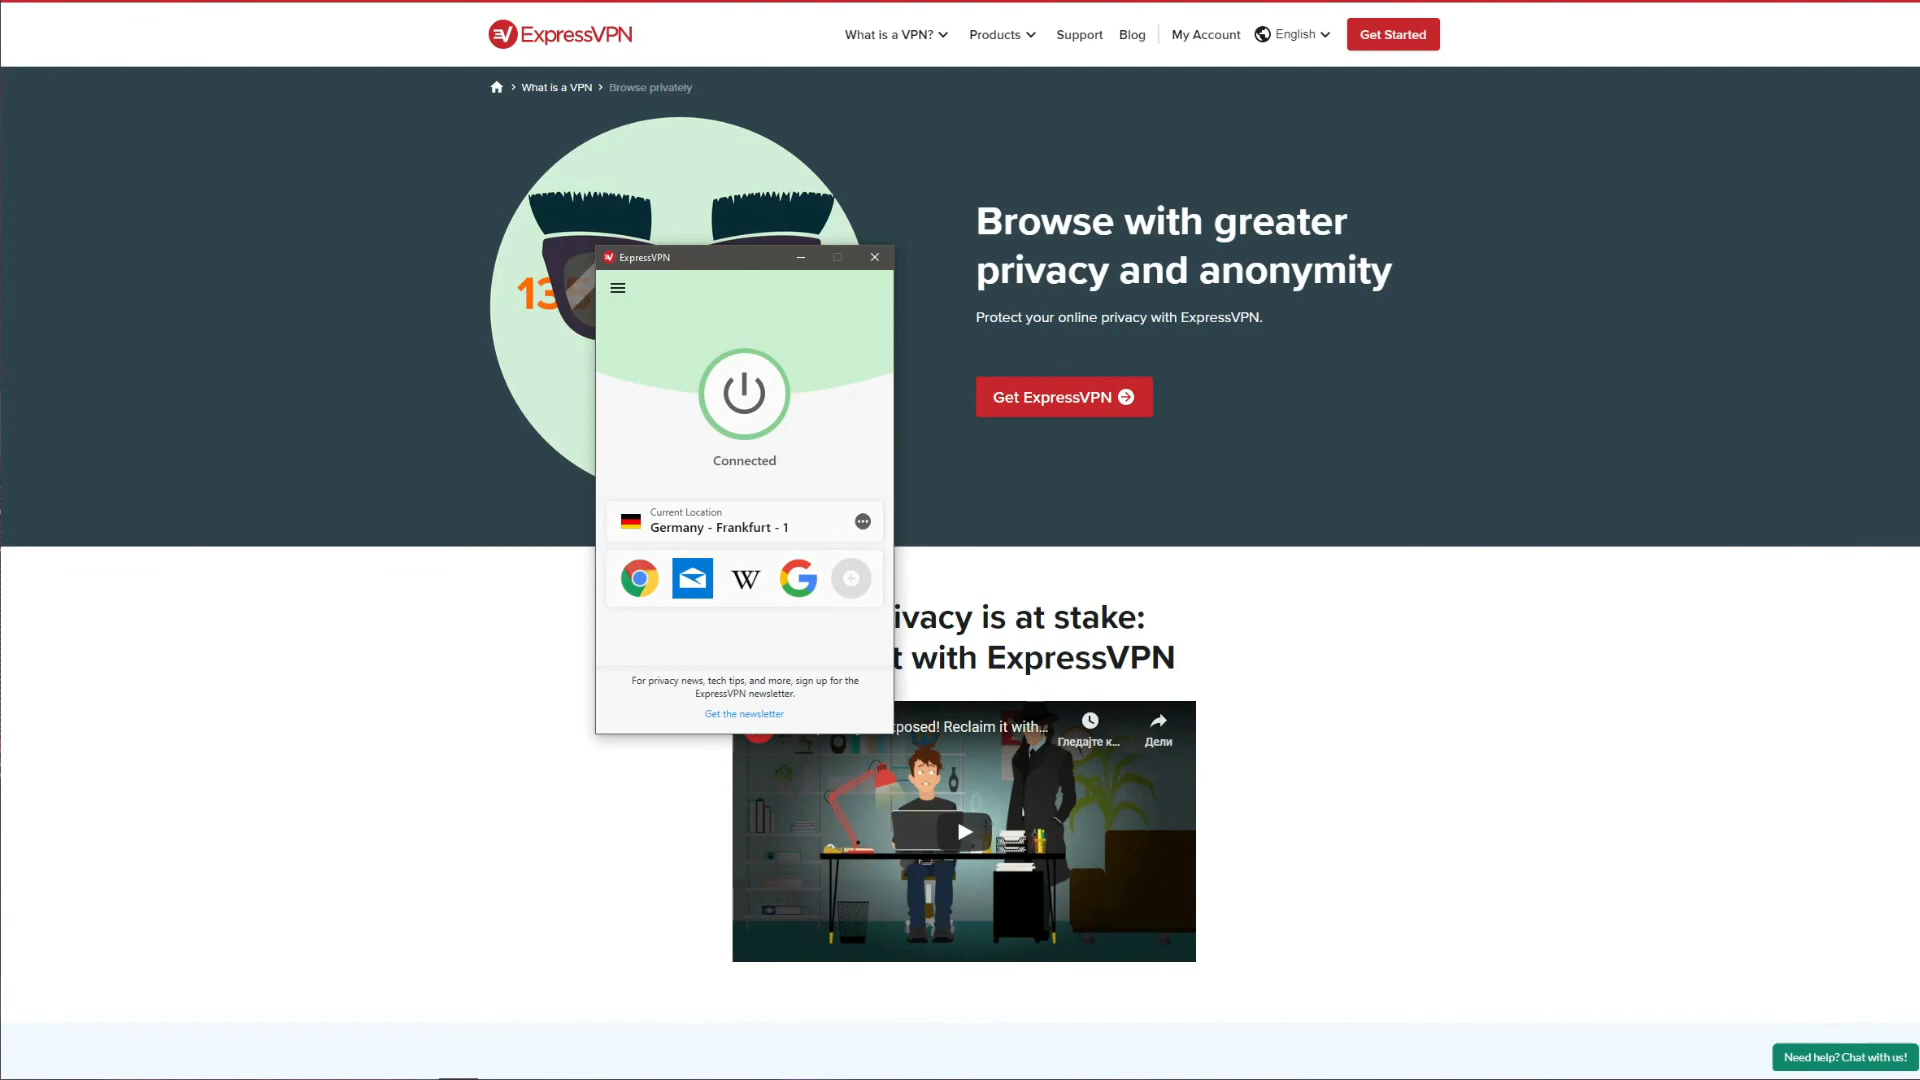 ExpressVPN
What is a VPN?
Products
Support
Blog
My Account
English
Get Started
What is a VPN
Browse privately
Browse with greater
privacy and anonymity
Protect your online privacy with ExpressVPN.
Get ExpressVPN
13
ExpressVPN
Connected
Current Location
Germany - Frankfurt - 1
W
For privacy news, tech tips, and more, sign up for the
ExpressVPN newsletter.
Get the newsletter
ivacy is at stake:
t with ExpressVPN
posed! Reclaim it with...
Гледајте к...
Дели
Need help? Chat with us!